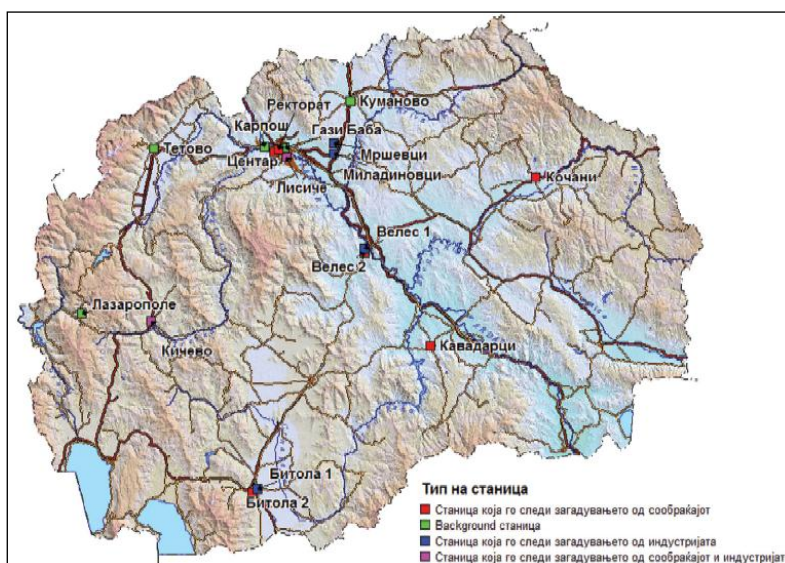 Ректорат
Куманово
Карпош
Гази Баба
Тетово
Центар
Мршевци
Лисиче
Миладиновци
Кочани
Велес 1
Велес 2
Лазарополе
Кичево
Кавадарци
Битола 1
Битола 2
Тип на станица
Станица која го следи загадувањето од сообраќајот
Background станица
Станица која го следи загадувањето од индустријата
Станица која го следи загадувањето од сообраќајот и индустријат